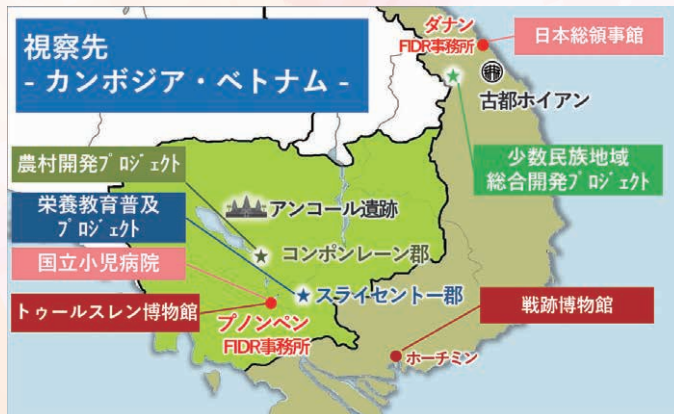 視察先
- カンボジア・ベトナム -
ダナン
FIDR事務所
日本総領事館
古都ホイアン
少数民族地域
総合開発プロジェクト
農村開発プロジェクト
栄養教育普及
プロジェクト
国立小児病院
トゥールスレン博物館
アンコール遺跡
コンポンレーン郡
スライセントー郡
プノンペン
FIDR事務所
戦跡博物館
ホーチミン